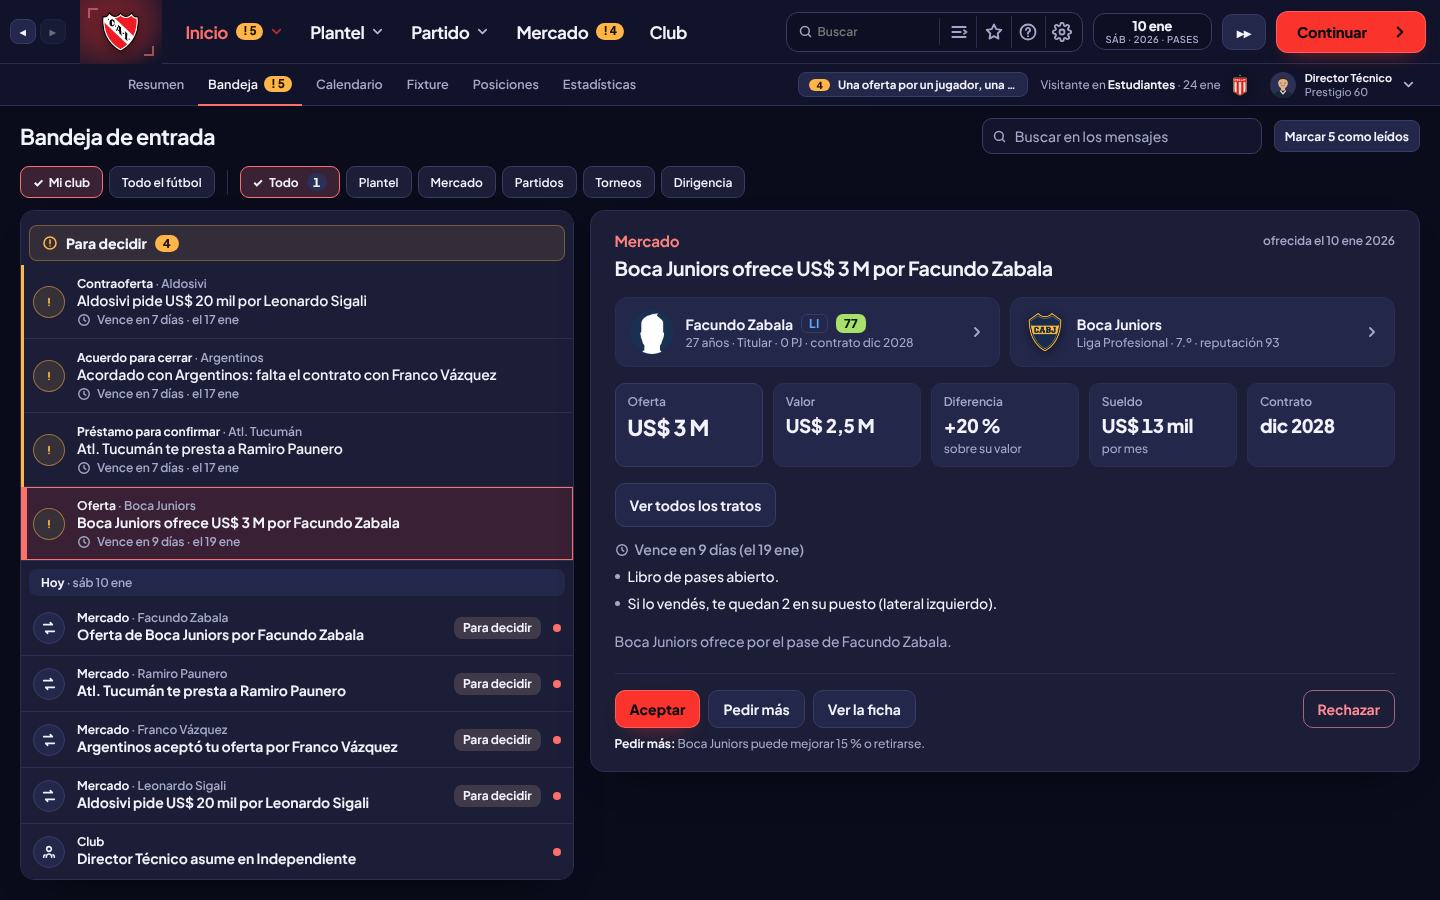 Inicio !5
Plantel
Partido
Mercado !4
Club
Buscar
10 ene
SÁB · 2026 · PASES
Continuar
Resumen
Bandeja !5
Calendario
Fixture
Posiciones
Estadísticas
4 Una oferta por un jugador, una ...
Visitante en Estudiantes · 24 ene
Director Técnico
Prestigio 60
Bandeja de entrada
Buscar en los mensajes
Marcar 5 como leídos
Mi club
Todo el fútbol
Todo 1
Plantel
Mercado
Partidos
Torneos
Dirigencia
Para decidir 4
Contraoferta · Aldosivi
Aldosivi pide US$ 20 mil por Leonardo Sigali
Vence en 7 días · el 17 ene
Acuerdo para cerrar · Argentinos
Acordado con Argentinos: falta el contrato con Franco Vázquez
Vence en 7 días · el 17 ene
Préstamo para confirmar · Atl. Tucumán
Atl. Tucumán te presta a Ramiro Paunero
Vence en 7 días · el 17 ene
Oferta · Boca Juniors
Boca Juniors ofrece US$ 3 M por Facundo Zabala
Vence en 9 días · el 19 ene
Hoy · sáb 10 ene
Mercado · Facundo Zabala
Oferta de Boca Juniors por Facundo Zabala
Para decidir
Mercado · Ramiro Paunero
Atl. Tucumán te presta a Ramiro Paunero
Para decidir
Mercado · Franco Vázquez
Argentinos aceptó tu oferta por Franco Vázquez
Para decidir
Mercado · Leonardo Sigali
Aldosivi pide US$ 20 mil por Leonardo Sigali
Para decidir
Club
Director Técnico asume en Independiente
Mercado
ofrecida el 10 ene 2026
Boca Juniors ofrece US$ 3 M por Facundo Zabala
Facundo Zabala LI 77
27 años · Titular · 0 PJ · contrato dic 2028
CABJ
Boca Juniors
Liga Profesional · 7.º · reputación 93
Oferta
US$ 3 M
Valor
US$ 2,5 M
Diferencia
+20 %
sobre su valor
Sueldo
US$ 13 mil
por mes
Contrato
dic 2028
Ver todos los tratos
Vence en 9 días (el 19 ene)
Libro de pases abierto.
Si lo vendés, te quedan 2 en su puesto (lateral izquierdo).
Boca Juniors ofrece por el pase de Facundo Zabala.
Aceptar
Pedir más
Ver la ficha
Rechazar
Pedir más: Boca Juniors puede mejorar 15 % o retirarse.